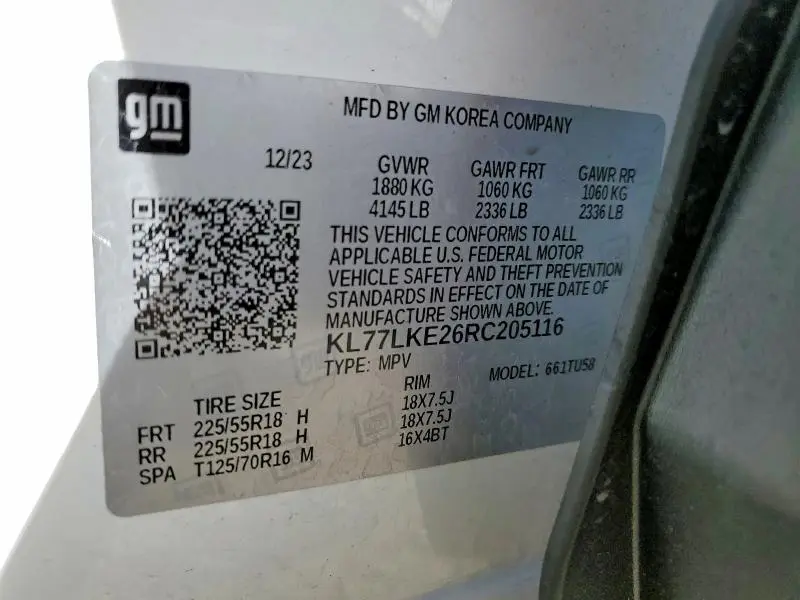 gm
MFD BY GM KOREA COMPANY
12/23
GVWR GAWR FRT GAWR RR
1880 KG 1060 KG 1060 KG
4145 LB 2336 LB 2336 LB
THIS VEHICLE CONFORMS TO ALL
APPLICABLE U.S. FEDERAL MOTOR
VEHICLE SAFETY AND THEFT PREVENTION
STANDARDS IN EFFECT ON THE DATE OF
MANUFACTURE SHOWN ABOVE.
KL77LKE26RC205116
TYPE: MPV MODEL: 661TU58
TIRE SIZE RIM
FRT 225/55R18 H 18X7.5J
RR 225/55R18 H 18X7.5J
SPA T125/70R16 M 16X4BT